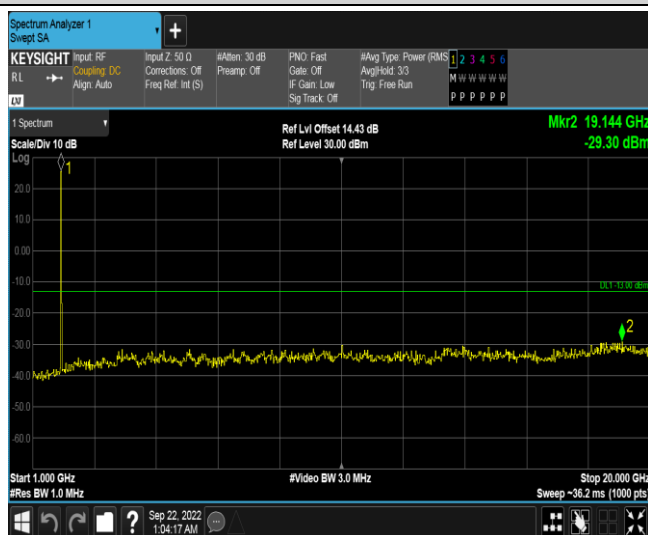 Spectrum Analyzer 1
Swept SA
+
KEYSIGHT
RL
LXI
Input: RF
Coupling: DC
Align: Auto
Input Z: 50 Ω
Corrections: Off
Freq Ref: Int (S)
#Atten: 30 dB
Preamp: Off
PNO: Fast
Gate: Off
IF Gain: Low
Sig Track: Off
#Avg Type: Power (RMS
Avg|Hold: 3/3
Trig: Free Run
1 2 3 4 5 6
M W W W W W
P P P P P P
1 Spectrum
Scale/Div 10 dB
Ref Lvl Offset 14.43 dB
Ref Level 30.00 dBm
Mkr2 19.144 GHz
-29.30 dBm
Log
1
20.0
10.0
0.00
-10.0
DL1 -13.00 dBm
-20.0
2
-30.0
-40.0
-50.0
-60.0
Start 1.000 GHz
#Video BW 3.0 MHz
Stop 20.000 GHz
#Res BW 1.0 MHz
Sweep ~36.2 ms (1000 pts)
?
Sep 22, 2022
1:04:17 AM